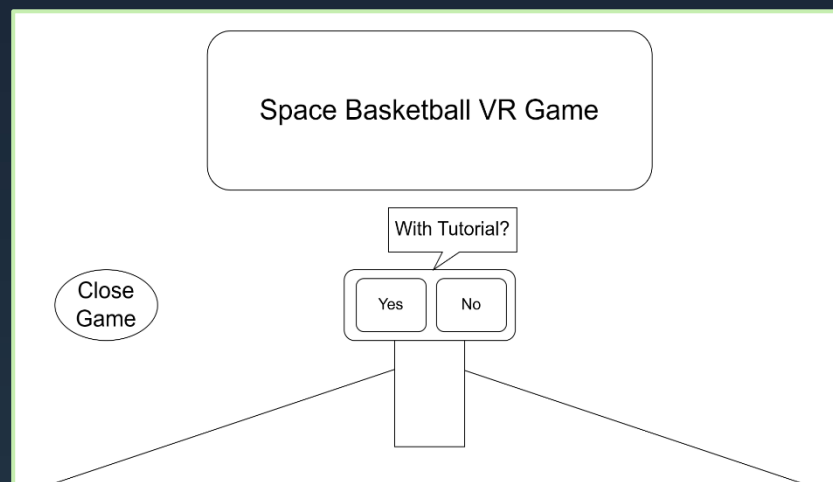 Space Basketball VR Game
With Tutorial?
Close
Game
Yes
No